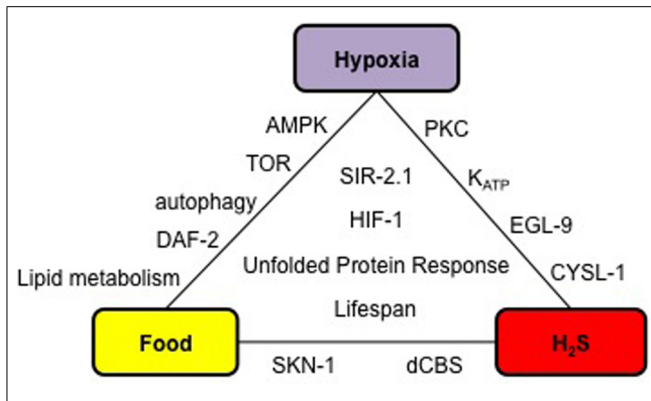 Hypoxia
AMPK
PKC
TOR
SIR-2.1
K_ATP
autophagy
HIF-1
EGL-9
DAF-2
Unfolded Protein Response
CYSL-1
Lipid metabolism
Lifespan
Food
H₂S
SKN-1
dCBS